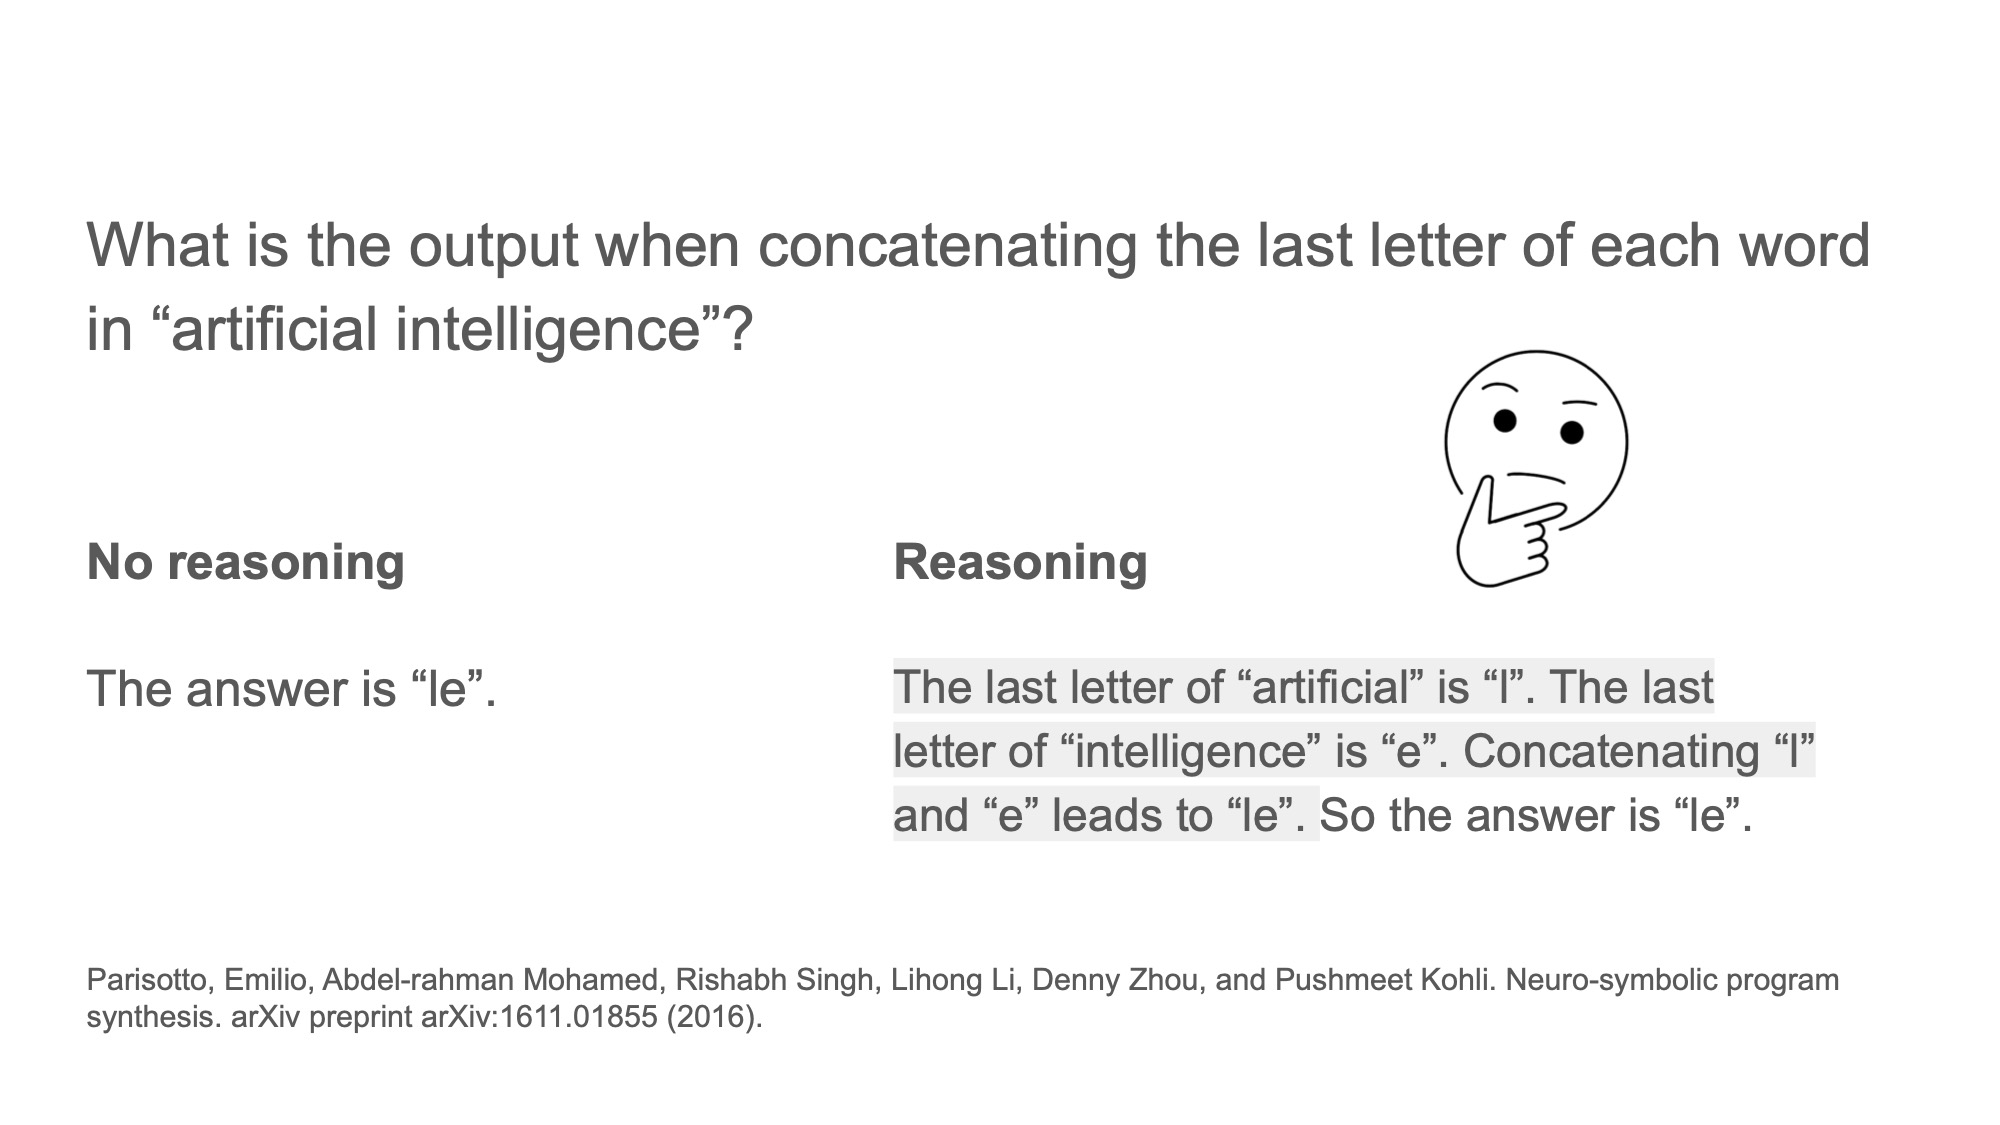 What is the output when concatenating the last letter of each word
in “artificial intelligence”?
No reasoning
The answer is “le”.
Reasoning
The last letter of “artificial” is “l”. The last
letter of “intelligence” is “e”. Concatenating “l”
and “e” leads to “le”. So the answer is “le”.
Parisotto, Emilio, Abdel-rahman Mohamed, Rishabh Singh, Lihong Li, Denny Zhou, and Pushmeet Kohli. Neuro-symbolic program
synthesis. arXiv preprint arXiv:1611.01855 (2016).